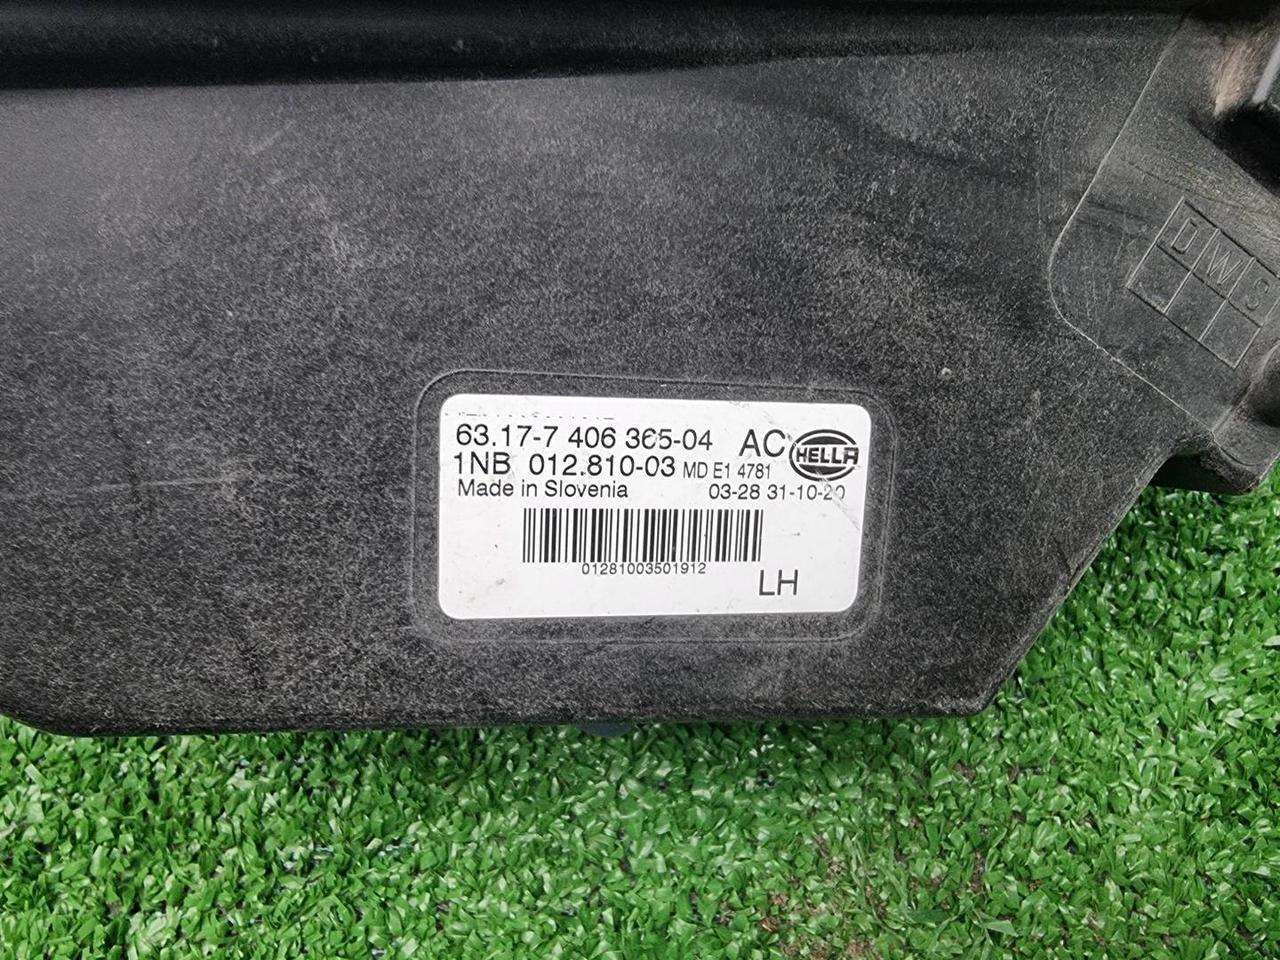 63.17-7 406 365-04 AC HELLA
1NB 012.810-03 MD E1 4781
Made in Slovenia 03-28 31-10-20
01281003501912
LH
D W S